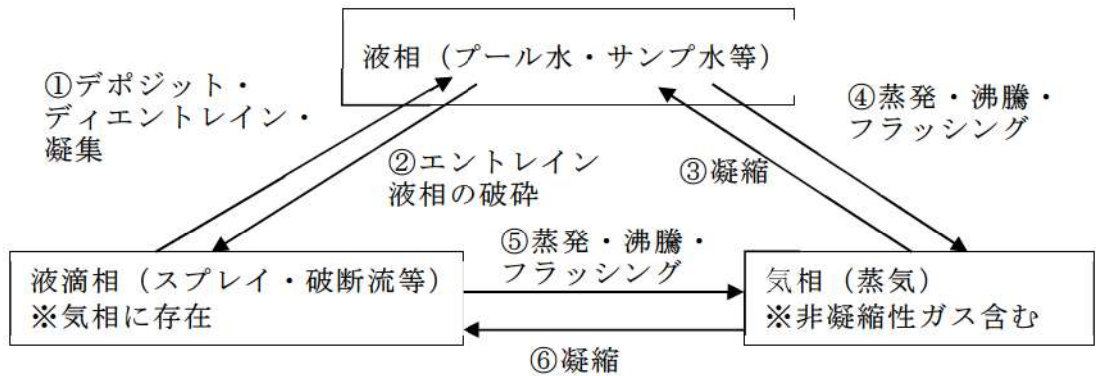 液相（プール水・サンプ水等）
①デポジット・
ディエントレイン・
凝集
②エントレイン
液相の破砕
③凝縮
④蒸発・沸騰・
フラッシング
⑤蒸発・沸騰・
フラッシング
液滴相（スプレイ・破断流等）
※気相に存在
気相（蒸気）
※非凝縮性ガス含む
⑥凝縮